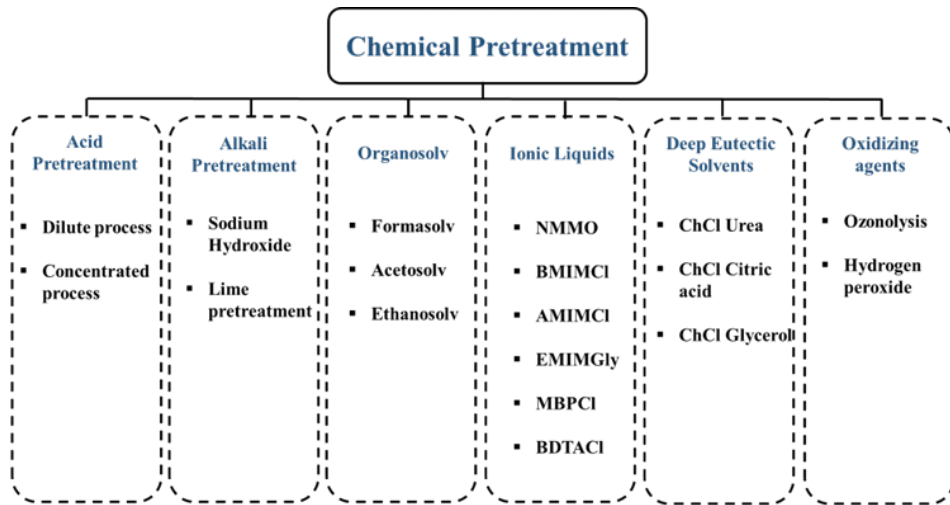 Chemical Pretreatment
Acid
Pretreatment
▪ Dilute process
▪ Concentrated
process
Alkali
Pretreatment
▪ Sodium
Hydroxide
▪ Lime
pretreatment
Organosolv
▪ Formasolv
▪ Acetosolv
▪ Ethanosolv
Ionic Liquids
▪ NMMO
▪ BMIMCl
▪ AMIMCl
▪ EMIMGly
▪ MBPCl
▪ BDTACl
Deep Eutectic
Solvents
▪ ChCl Urea
▪ ChCl Citric
acid
▪ ChCl Glycerol
Oxidizing
agents
▪ Ozonolysis
▪ Hydrogen
peroxide